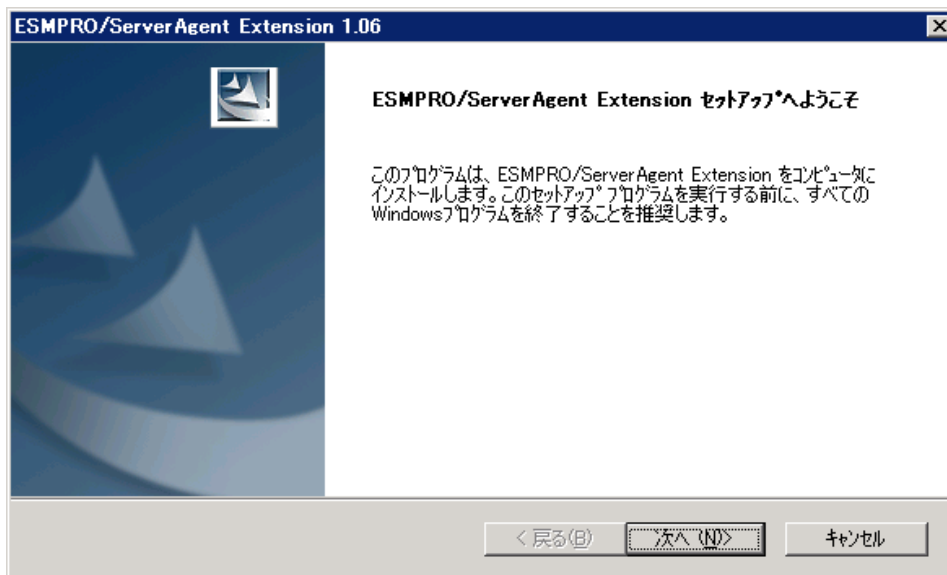 ESMPRO/ServerAgent Extension 1.06
ESMPRO/ServerAgent Extension ｾｯﾄｱｯﾌﾟへようこそ
このﾌﾟﾛｸﾞﾗﾑは、ESMPRO/ServerAgent Extension をｺﾝﾋﾟｭｰﾀに
ｲﾝｽﾄｰﾙします。このｾｯﾄｱｯﾌﾟ ﾌﾟﾛｸﾞﾗﾑを実行する前に、すべての
Windowsﾌﾟﾛｸﾞﾗﾑを終了することを推奨します。
< 戻る(B)
次へ (N)>
ｷｬﾝｾﾙ